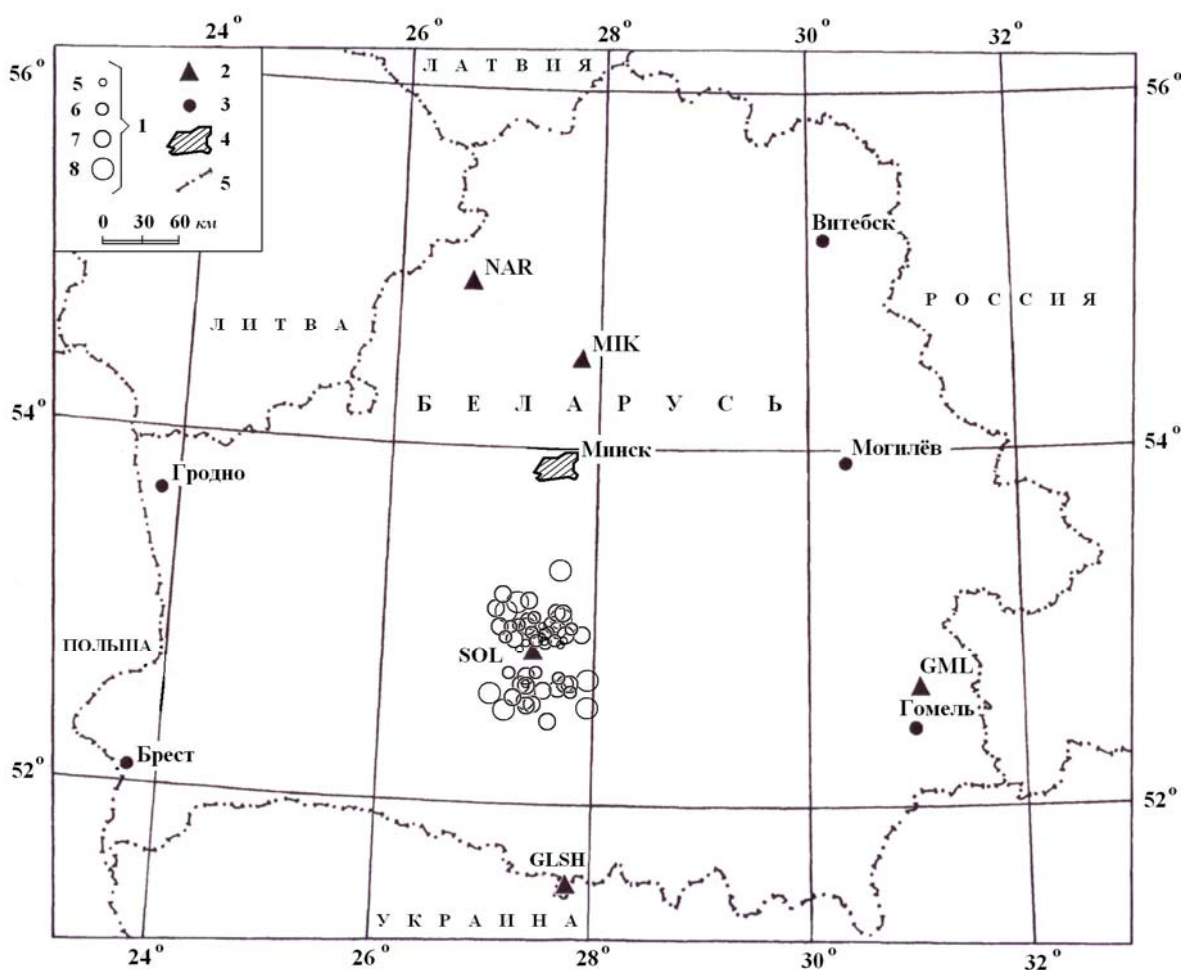 24° 26° 28° 30° 32°
56° 56°
ЛАТВИЯ
5 2
6 1 3
7 4
8 5
0 30 60 км
Витебск
NAR
РОССИЯ
ЛИТВА
MIK
БЕЛАРУСЬ
54° 54°
Минск
Могилёв
Гродно
ПОЛЬША
SOL
GML
Гомель
Брест
52° 52°
GLSH
УКРАИНА
24° 26° 28° 30° 32°